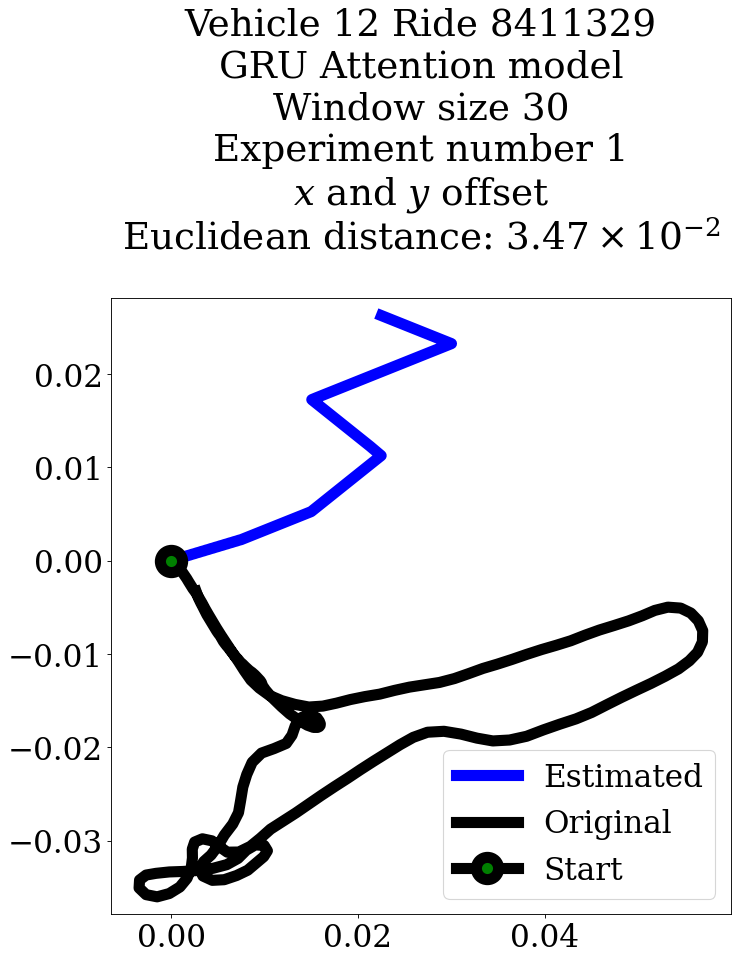 Vehicle 12 Ride 8411329
GRU Attention model
Window size 30
Experiment number 1
x and y offset
Euclidean distance: 3.47 × 10⁻²
0.02
0.01
0.00
−0.01
−0.02
−0.03
Estimated
Original
Start
0.00 0.02 0.04